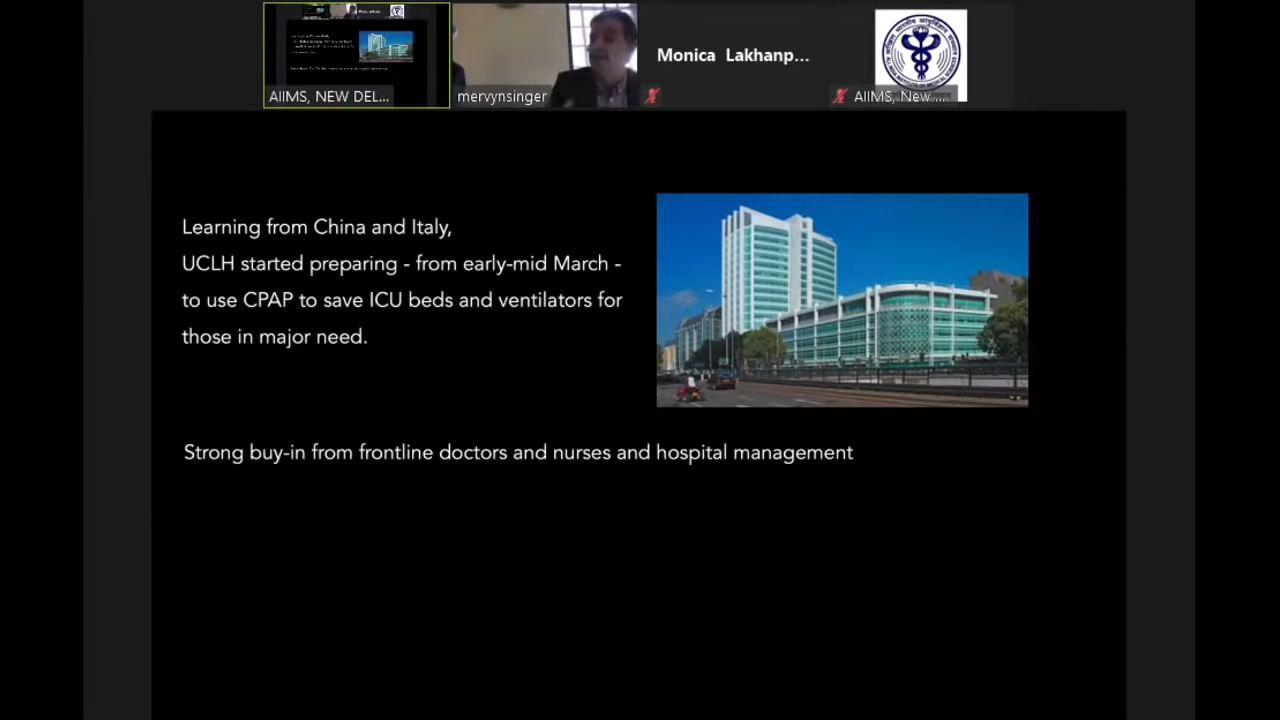 AIIMS, NEW DEL...
mervynsinger
Monica Lakhanp...
AIIMS, New ...
Learning from China and Italy,
UCLH started preparing - from early-mid March -
to use CPAP to save ICU beds and ventilators for
those in major need.
Strong buy-in from frontline doctors and nurses and hospital management